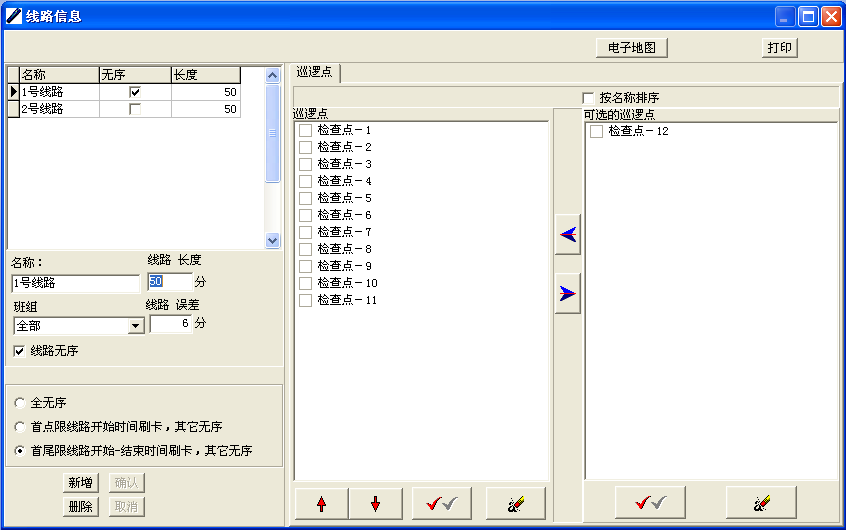 线路信息
电子地图 打印
名称 无序 长度
1号线路 50
2号线路 50
名称： 线路 长度
1号线路 50 分
班组 线路 误差
全部 6 分
线路无序
全无序
首点限线路开始时间刷卡，其它无序
首尾限线路开始-结束时间刷卡，其它无序
新增 确认
删除 取消
巡逻点
按名称排序
巡逻点
检查点－1
检查点－2
检查点－3
检查点－4
检查点－5
检查点－6
检查点－7
检查点－8
检查点－9
检查点－10
检查点－11
可选的巡逻点
检查点－12